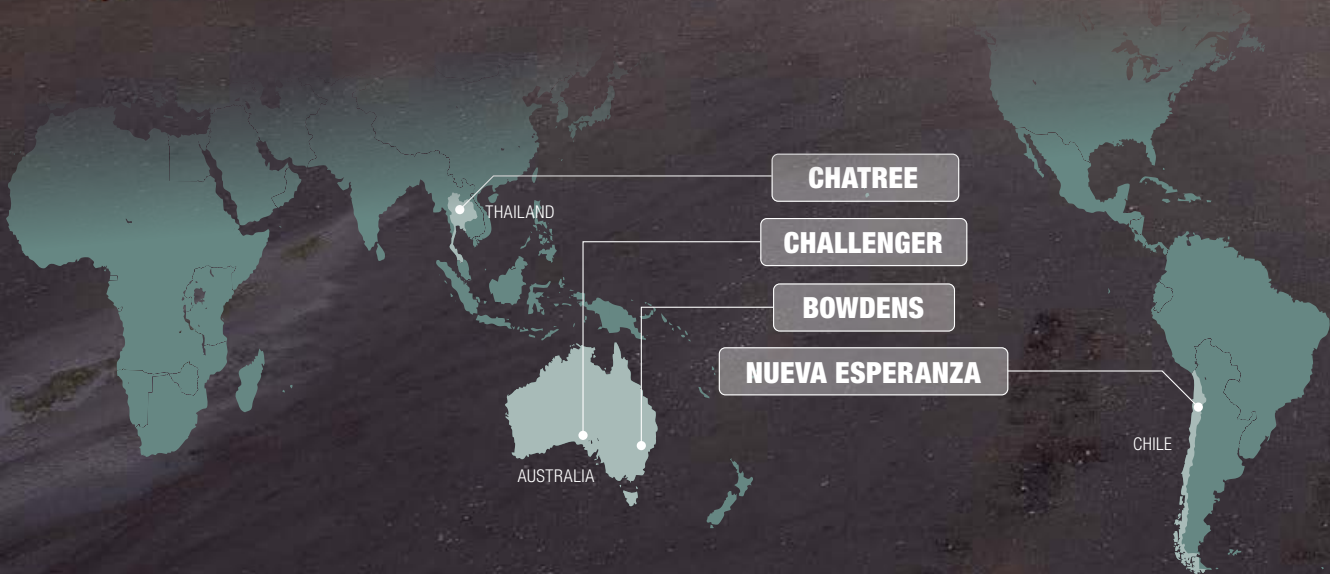 CHATREE
THAILAND
CHALLENGER
BOWDENS
NUEVA ESPERANZA
CHILE
AUSTRALIA